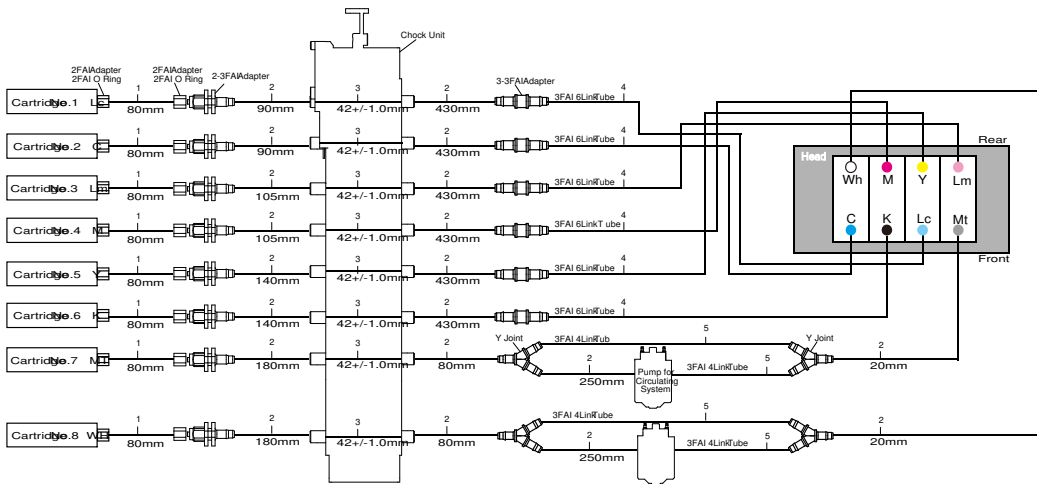 Chock Unit
2FAIAdapter
2FAI O Ring
2FAIAdapter
2FAI O Ring
2-3FAIAdapter
3-3FAIAdapter
Cartridge No.1 Lc
1
80mm
2
90mm
3
42+/-1.0mm
2
430mm
3FAI 6LinkTube
4
Cartridge No.2 C
1
80mm
2
90mm
3
42+/-1.0mm
2
430mm
3FAI 6LinkTube
4
Cartridge No.3 Lm
1
80mm
2
105mm
3
42+/-1.0mm
2
430mm
3FAI 6LinkTube
4
Cartridge No.4 M
1
80mm
2
105mm
3
42+/-1.0mm
2
430mm
3FAI 6LinkT ube
4
Cartridge No.5 Y
1
80mm
2
140mm
3
42+/-1.0mm
2
430mm
3FAI 6LinkTube
4
Cartridge No.6 K
1
80mm
2
140mm
3
42+/-1.0mm
2
430mm
3FAI 6LinkTube
4
Cartridge No.7 MT
1
80mm
2
180mm
3
42+/-1.0mm
2
80mm
Y Joint
3FAI 4LinkTub
5
2
250mm
Pump for
Circulating
System
3FAI 4LinkTube
5
Y Joint
2
20mm
Cartridge No.8 WH
1
80mm
2
180mm
3
42+/-1.0mm
2
80mm
3FAI 4LinkTube
5
2
250mm
3FAI 4LinkTube
5
2
20mm
Rear
Head
Wh M Y Lm
C K Lc Mt
Front